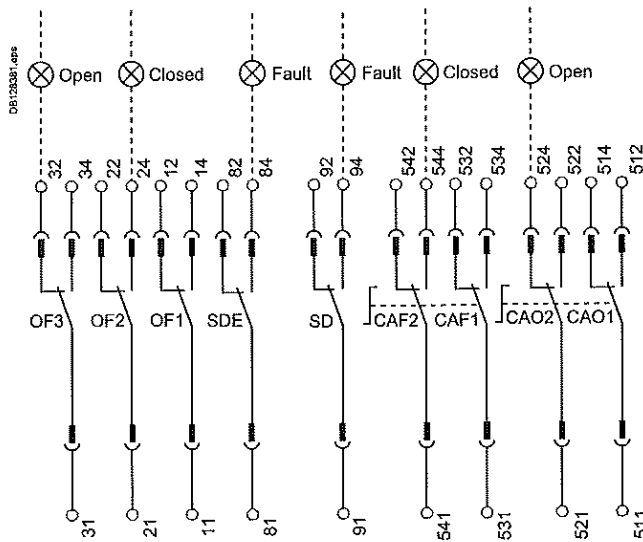 DB128381.eps
Open
Closed
Fault
Fault
Closed
Open
32
34
22
24
12
14
82
84
92
94
542
544
532
534
524
522
514
512
OF3
OF2
OF1
SDE
SD
CAF2
CAF1
CAO2
CAO1
31
21
11
81
91
541
531
521
511